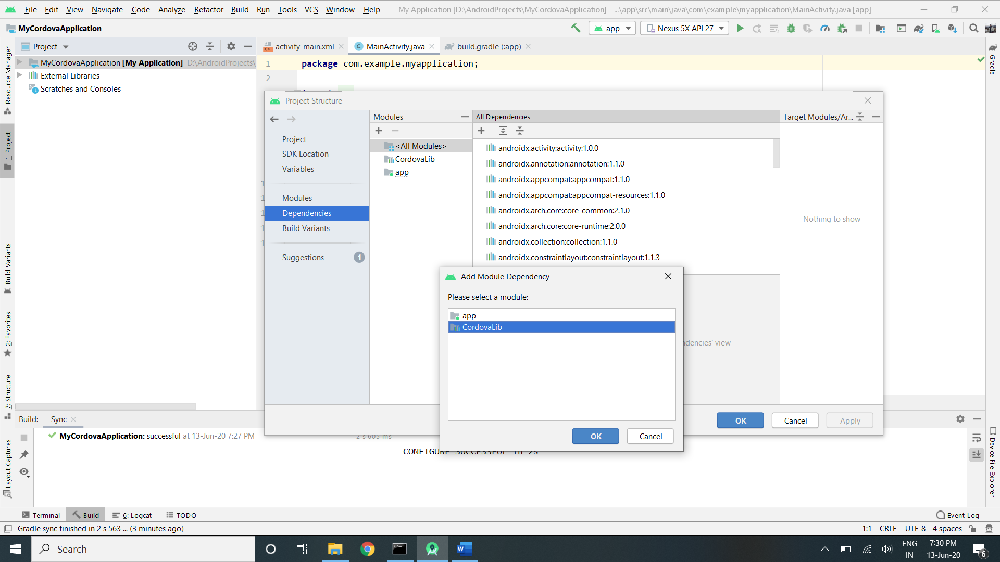 File Edit View Navigate Code Analyze Refactor Build Run Tools VCS Window Help My Application [D:\AndroidProjects\MyCordovaApplication] - ...\app\src\main\java\com\example\myapplication\MainActivity.java [app]
MyCordovaApplication
app
Nexus 5X API 27
Project
activity_main.xml
MainActivity.java
build.gradle (:app)
MyCordovaApplication [My Application] D:\AndroidProjects\
External Libraries
Scratches and Consoles
1 package com.example.myapplication;
2
Resource Manager
1: Project
Build Variants
2: Favorites
7: Structure
Layout Captures
Gradle
Device File Explorer
Project Structure
Project
SDK Location
Variables
Modules
Dependencies
Build Variants
Suggestions 1
Modules
<All Modules>
CordovaLib
app
All Dependencies
androidx.activity:activity:1.0.0
androidx.annotation:annotation:1.1.0
androidx.appcompat:appcompat:1.1.0
androidx.appcompat:appcompat-resources:1.1.0
androidx.arch.core:core-common:2.1.0
androidx.arch.core:core-runtime:2.0.0
androidx.collection:collection:1.1.0
androidx.constraintlayout:constraintlayout:1.1.3
Target Modules/Ar...
Nothing to show
view
Add Module Dependency
Please select a module:
app
CordovaLib
OK Cancel
OK Cancel Apply
Build: Sync
MyCordovaApplication: successful at 13-Jun-20 7:27 PM
2 s 605 ms
CONFIGURE SUCCESSFUL in 2s
Terminal Build 6: Logcat TODO Event Log
Gradle sync finished in 2 s 563 ... (3 minutes ago) 1:1 CRLF UTF-8 4 spaces
Search
ENG
IN
7:30 PM
13-Jun-20
6